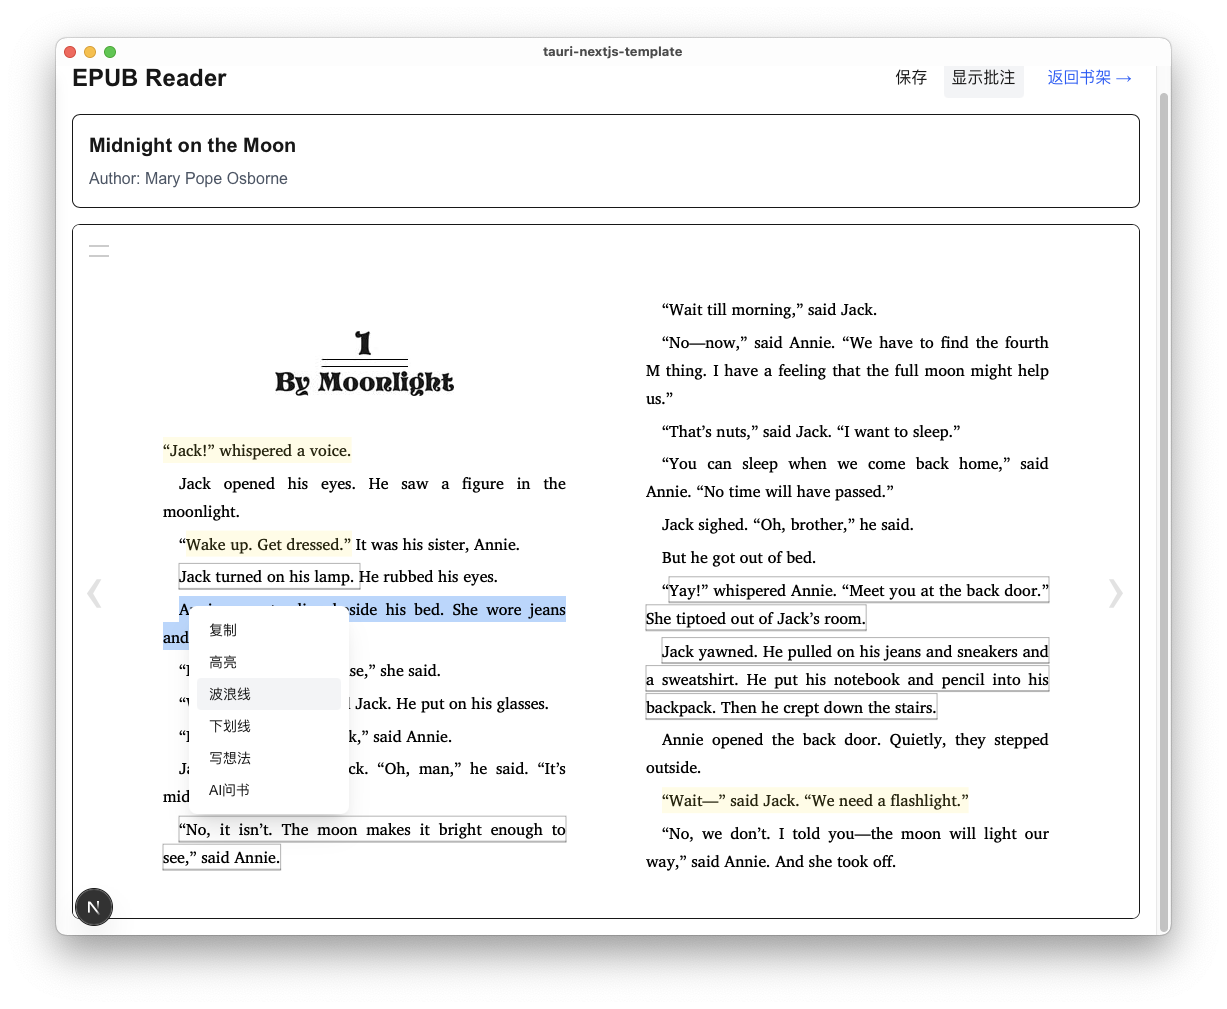 tauri-nextjs-template
EPUB Reader
保存
显示批注
返回书架 →
Midnight on the Moon
Author: Mary Pope Osborne
1
By Moonlight
“Jack!” whispered a voice.
Jack opened his eyes. He saw a figure in the
moonlight.
“Wake up. Get dressed.” It was his sister, Annie.
Jack turned on his lamp. He rubbed his eyes.
beside his bed. She wore jeans
and
she said.
Jack. He put on his glasses.
said Annie.
“Oh, man,” he said. “It’s
“No, it isn’t. The moon makes it bright enough to
see,” said Annie.
复制
高亮
波浪线
下划线
写想法
AI问书
“Wait till morning,” said Jack.
“No—now,” said Annie. “We have to find the fourth
M thing. I have a feeling that the full moon might help
us.”
“That’s nuts,” said Jack. “I want to sleep.”
“You can sleep when we come back home,” said
Annie. “No time will have passed.”
Jack sighed. “Oh, brother,” he said.
But he got out of bed.
“Yay!” whispered Annie. “Meet you at the back door.”
She tiptoed out of Jack’s room.
Jack yawned. He pulled on his jeans and sneakers and
a sweatshirt. He put his notebook and pencil into his
backpack. Then he crept down the stairs.
Annie opened the back door. Quietly, they stepped
outside.
“Wait—” said Jack. “We need a flashlight.”
“No, we don’t. I told you—the moon will light our
way,” said Annie. And she took off.
N